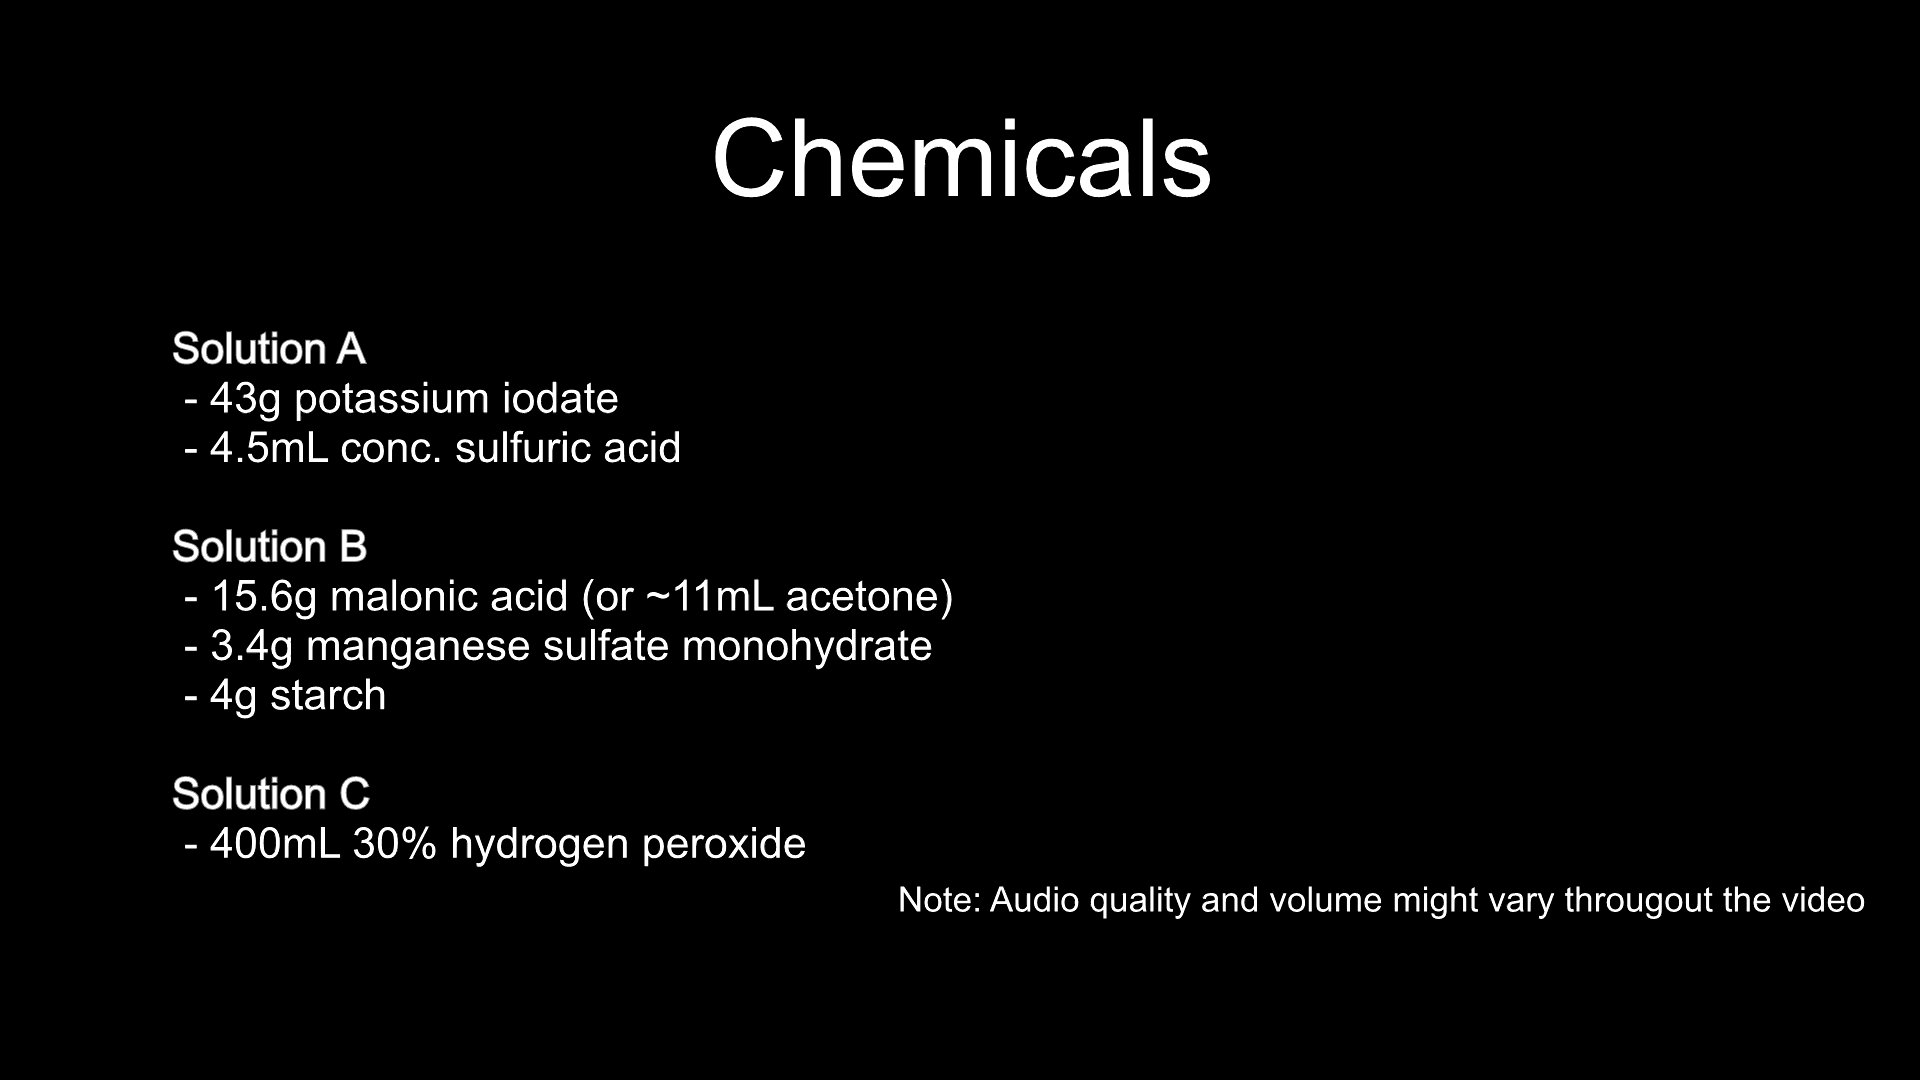 Chemicals
Solution A
- 43g potassium iodate
- 4.5mL conc. sulfuric acid
Solution B
- 15.6g malonic acid (or ~11mL acetone)
- 3.4g manganese sulfate monohydrate
- 4g starch
Solution C
- 400mL 30% hydrogen peroxide
Note: Audio quality and volume might vary througout the video